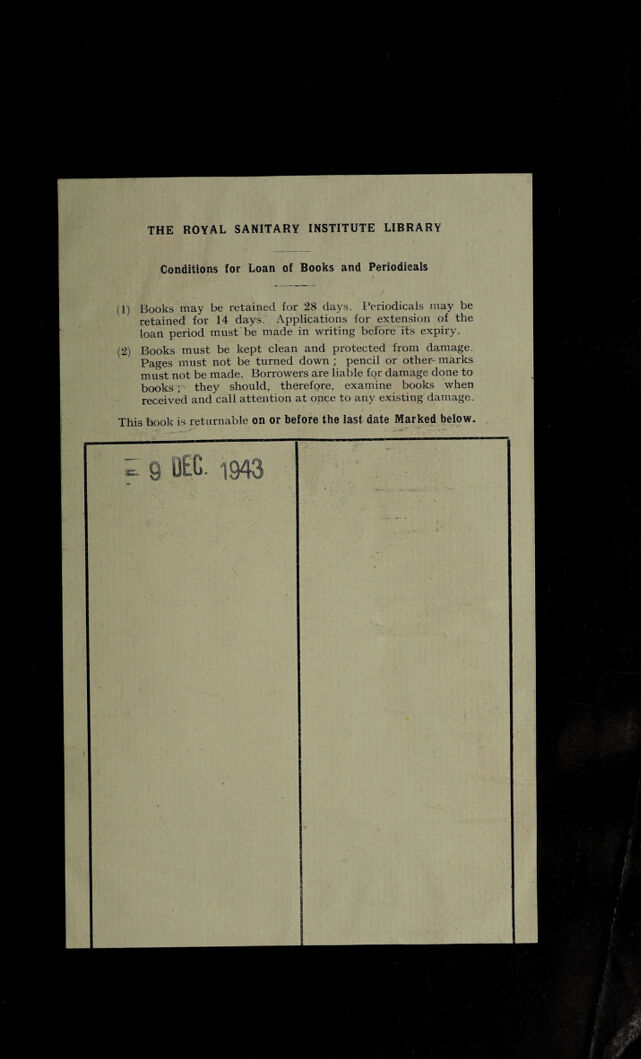 THE ROYAL SANITARY INSTITUTE LIBRARY
Conditions for Loan of Books and Periodicals
(1) Books may be retained for 28 days. Periodicals may be
retained for 14 days. Applications for extension of the
loan period must be made in writing before its expiry.
(2) Books must be kept clean and protected from damage.
Pages must not be turned down ; pencil or other marks
must not be made. Borrowers are liable for damage done to
books ; they should, therefore, examine books when
received and call attention at once to any existing damage.
This book is returnable on or before the last date Marked below.
= 9 DEC. 1943